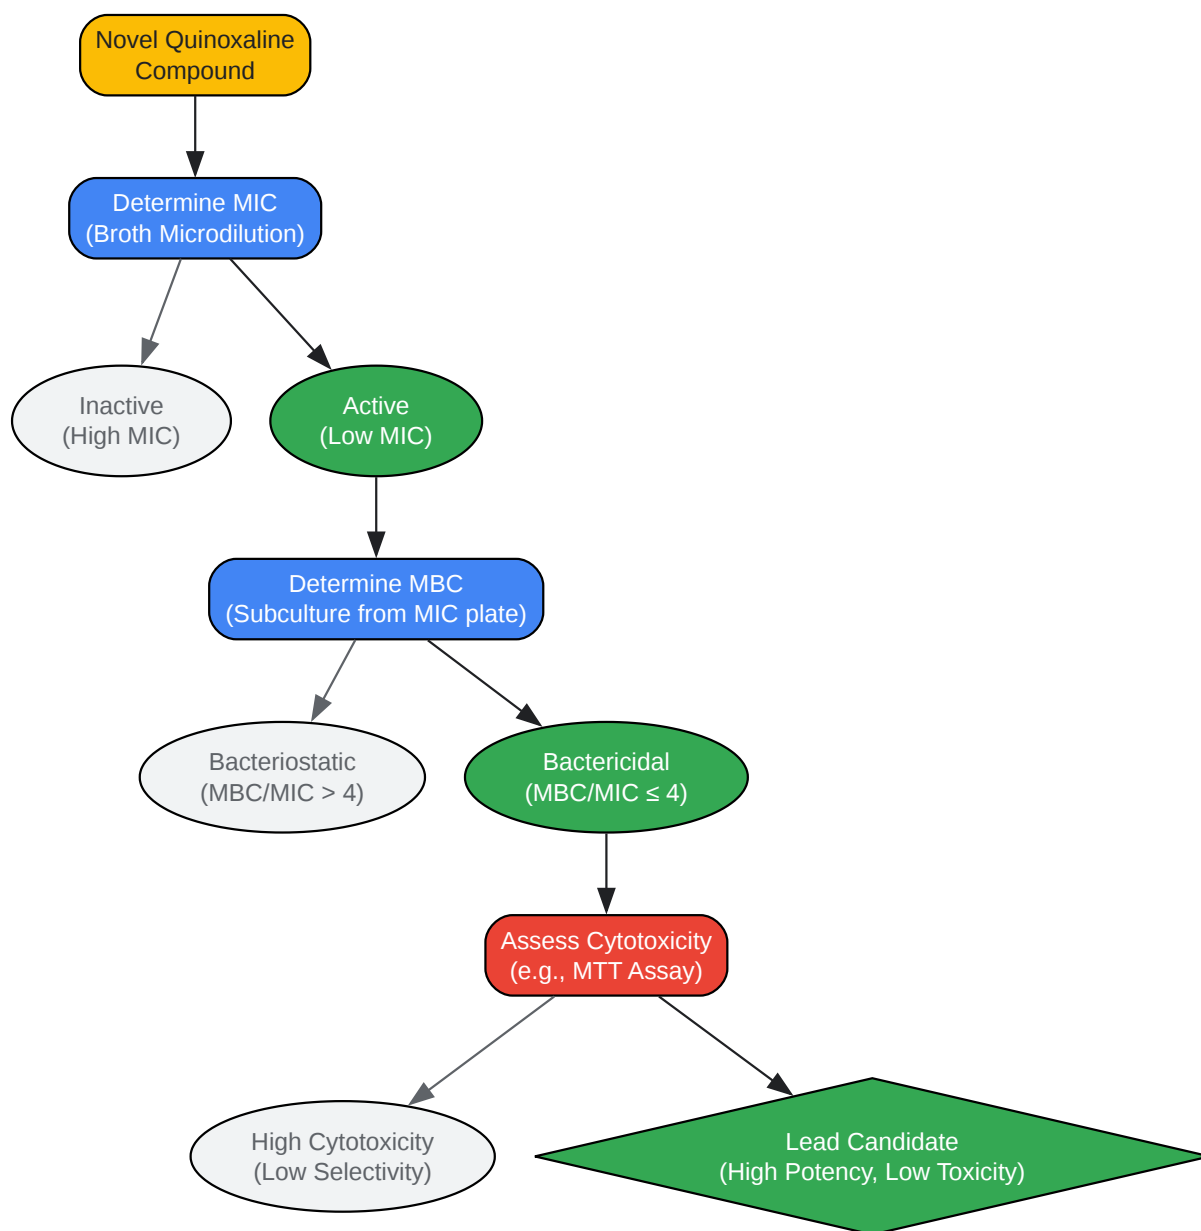 Novel Quinoxaline
Compound
Determine MIC
(Broth Microdilution)
Inactive
(High MIC)
Active
(Low MIC)
Determine MBC
(Subculture from MIC plate)
Bacteriostatic
(MBC/MIC > 4)
Bactericidal
(MBC/MIC ≤ 4)
Assess Cytotoxicity
(e.g., MTT Assay)
High Cytotoxicity
(Low Selectivity)
Lead Candidate
(High Potency, Low Toxicity)